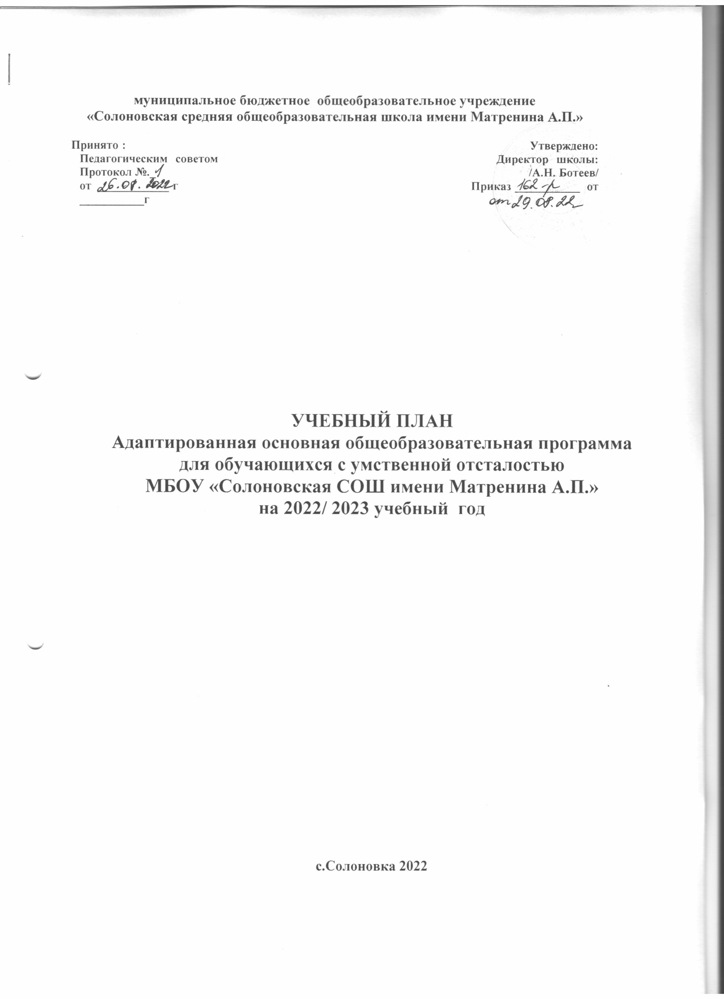 муниципальное бюджетное общеобразовательное учреждение
«Солоновская средняя общеобразовательная школа имени Матренина А.П.»
Принято :
Педагогическим советом
Протокол №. 1
от 26.08.2022 г
____________г
Утверждено:
Директор школы:
/А.Н. Ботеев/
Приказ 162-р от
от 29.08.22
УЧЕБНЫЙ ПЛАН
Адаптированная основная общеобразовательная программа
для обучающихся с умственной отсталостью
МБОУ «Солоновская СОШ имени Матренина А.П.»
на 2022/ 2023 учебный год
с.Солоновка 2022